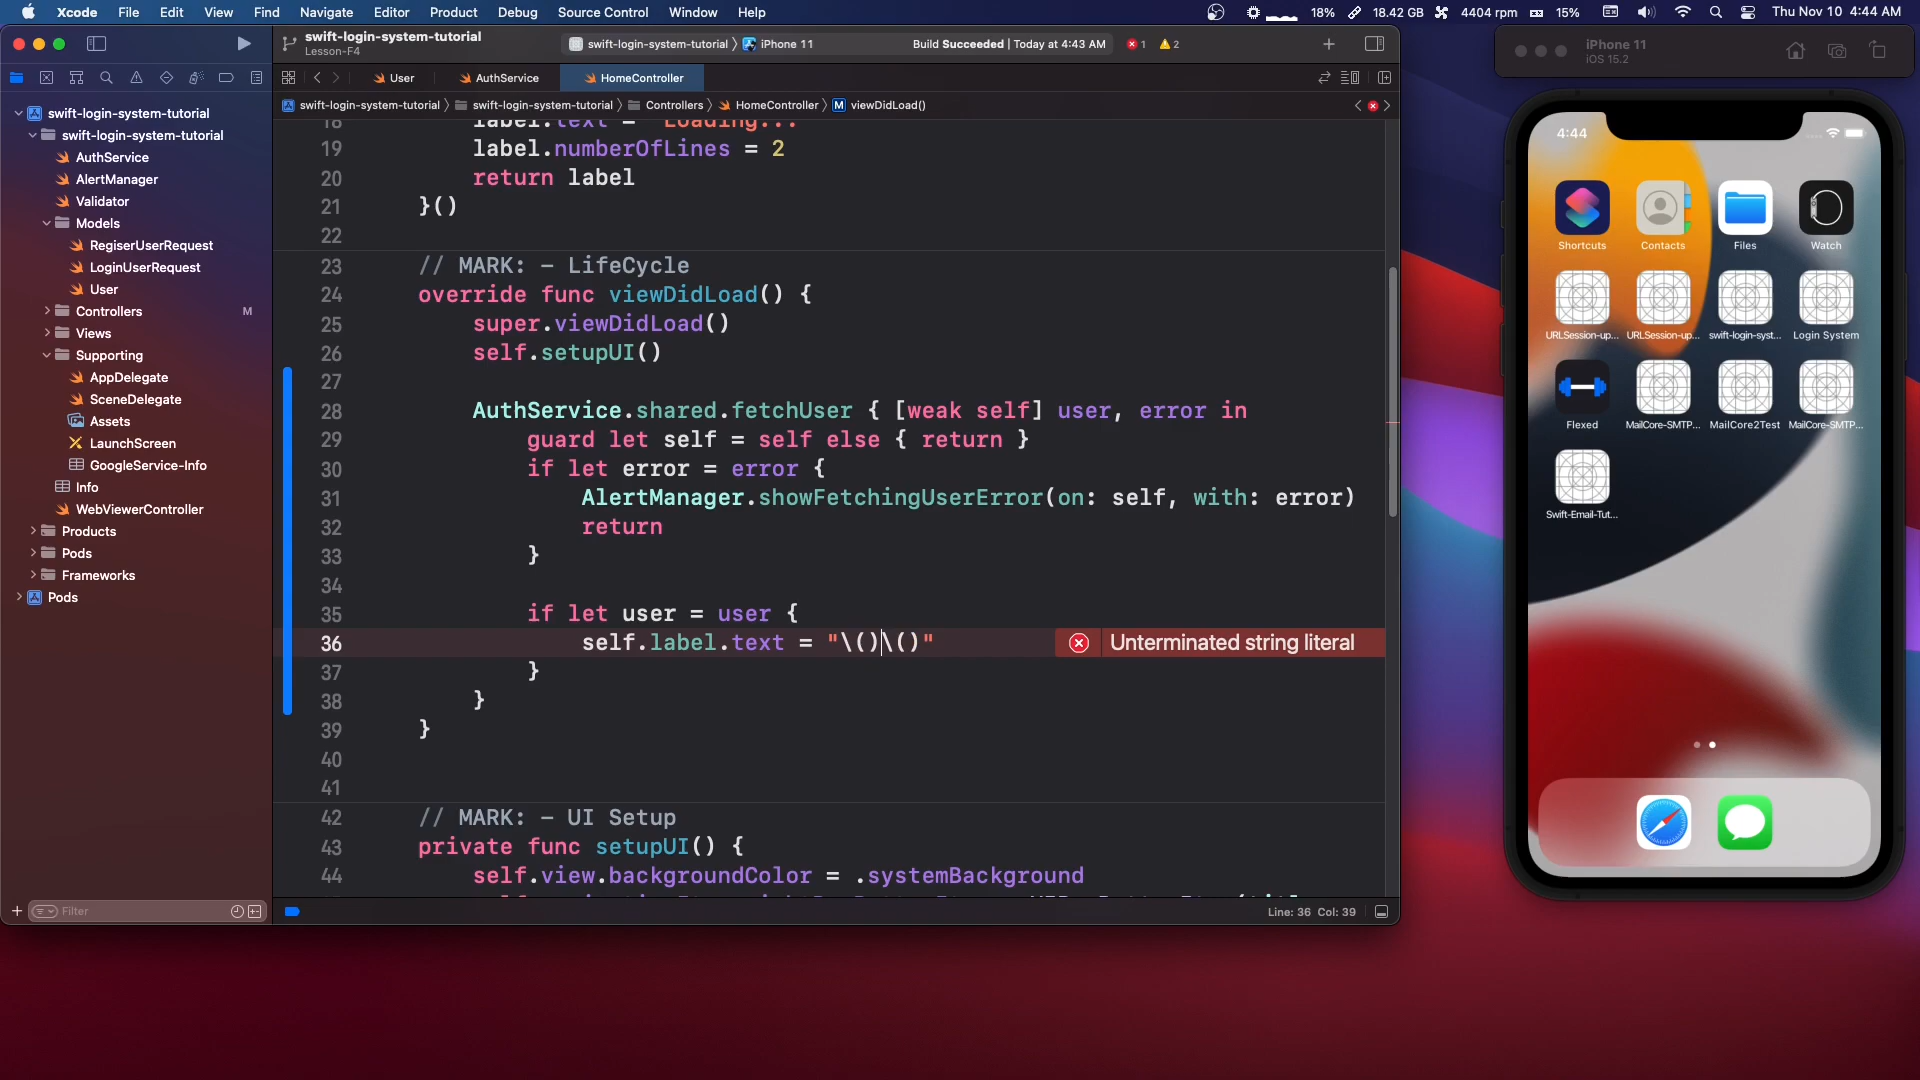 Xcode File Edit View Find Navigate Editor Product Debug Source Control Window Help
18% 18.42 GB 4404 rpm 15% Thu Nov 10 4:44 AM
swift-login-system-tutorial
Lesson-F4
swift-login-system-tutorial iPhone 11
Build Succeeded | Today at 4:43 AM
1 2
User AuthService HomeController
swift-login-system-tutorial swift-login-system-tutorial Controllers HomeController M viewDidLoad()
swift-login-system-tutorial
swift-login-system-tutorial
AuthService
AlertManager
Validator
Models
RegiserUserRequest
LoginUserRequest
User
Controllers M
Views
Supporting
AppDelegate
SceneDelegate
Assets
LaunchScreen
GoogleService-Info
Info
WebViewerController
Products
Pods
Frameworks
Pods
Filter
18 label.text = "Loading..."
19 label.numberOfLines = 2
20 return label
21 }()
22
23 // MARK: - LifeCycle
24 override func viewDidLoad() {
25 super.viewDidLoad()
26 self.setupUI()
27
28 AuthService.shared.fetchUser { [weak self] user, error in
29 guard let self = self else { return }
30 if let error = error {
31 AlertManager.showFetchingUserError(on: self, with: error)
32 return
33 }
34
35 if let user = user {
36 self.label.text = "\()\()" Unterminated string literal
37 }
38 }
39 }
40
41
42 // MARK: - UI Setup
43 private func setupUI() {
44 self.view.backgroundColor = .systemBackground
Line: 36 Col: 39
iPhone 11
iOS 15.2
4:44
Shortcuts Contacts Files Watch
URLSession-up... URLSession-up... swift-login-syst... Login System
Flexed MailCore-SMTP... MailCore2Test MailCore-SMTP...
Swift-Email-Tut...